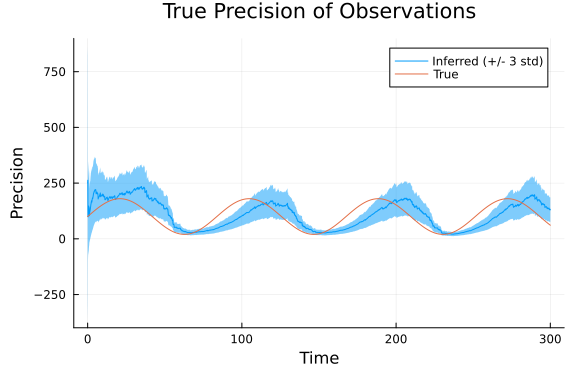 True Precision of Observations
Inferred (+/- 3 std)
True
Precision
750
500
250
0
−250
0
100
200
300
Time